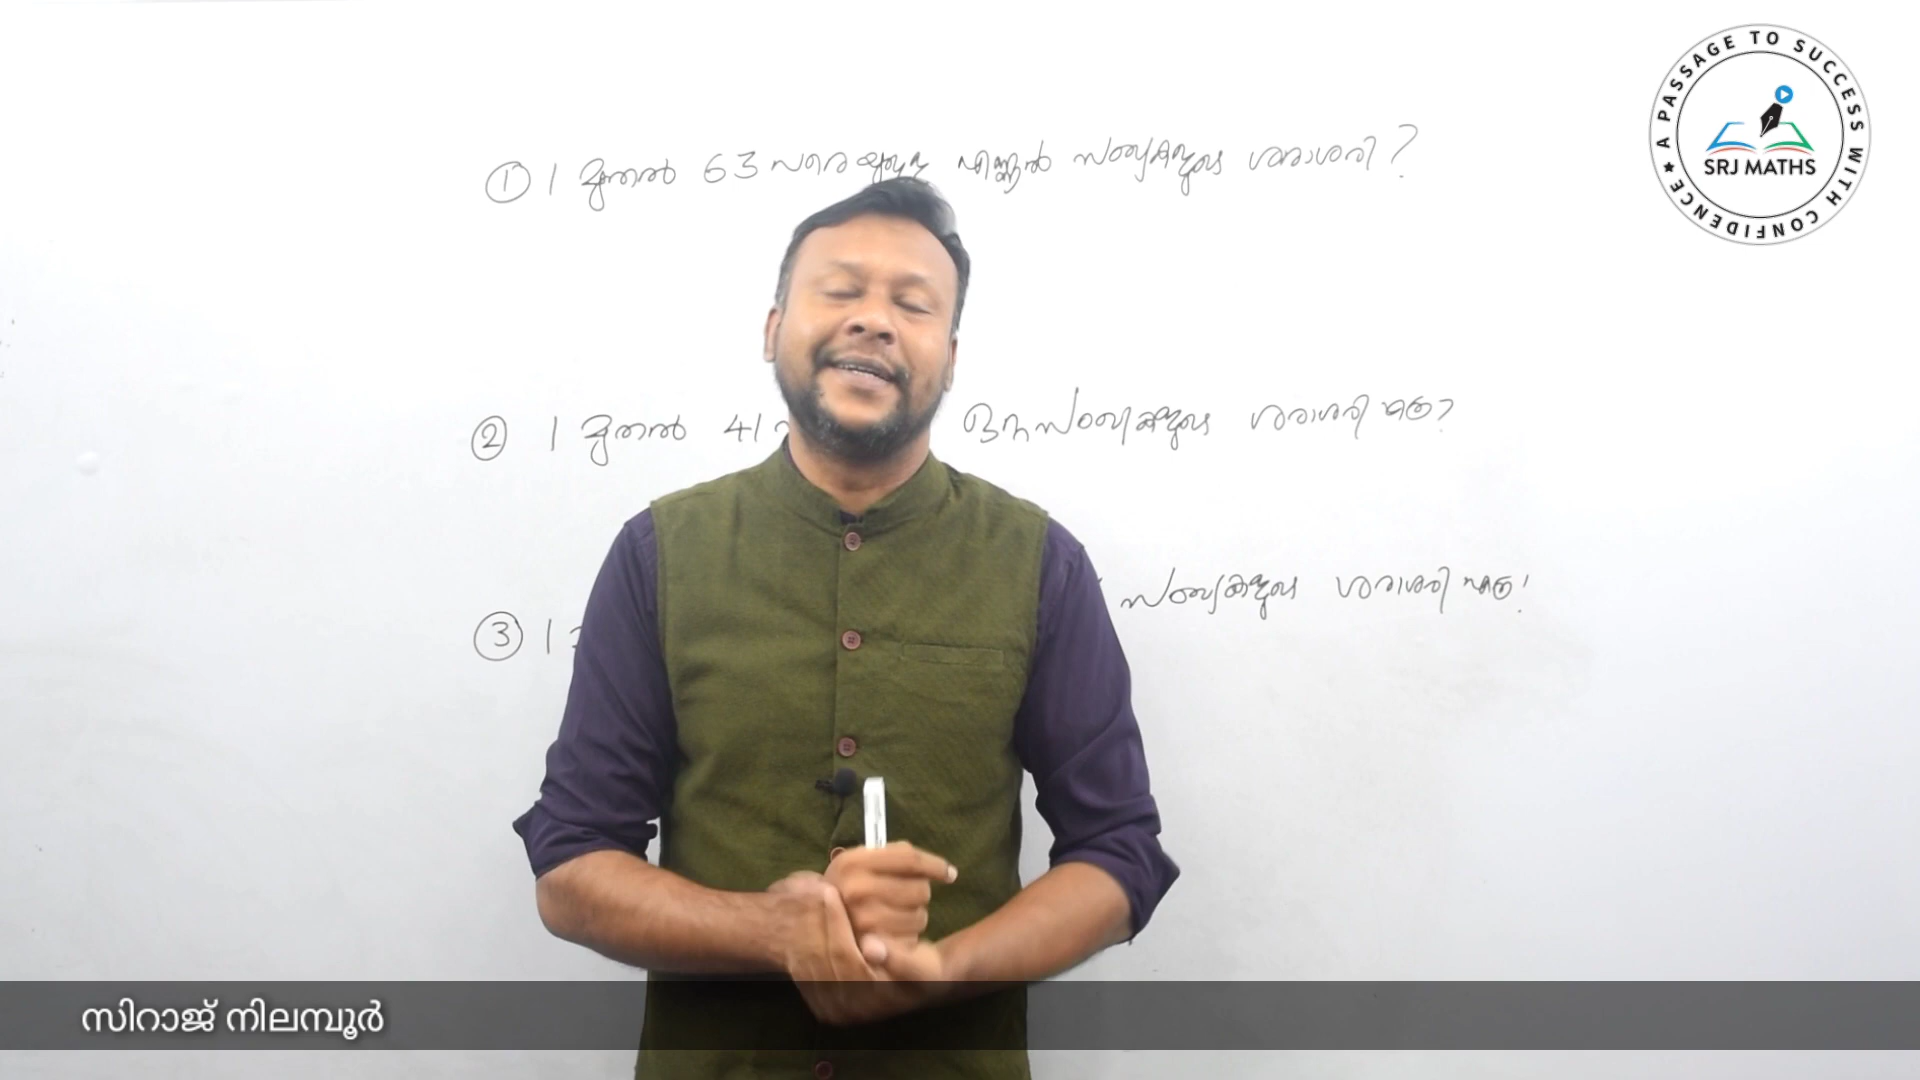 A PASSAGE TO SUCCESS WITH CONFIDENCE ★
SRJ MATHS
① 1 മുതൽ 63 വരെയുള്ള എണ്ണൽ സംഖ്യകളുടെ ശരാശരി ?
② 1 മുതൽ 41 ഒറ്റസംഖ്യകളുടെ ശരാശരി എത്ര?
③ 1 സംഖ്യകളുടെ ശരാശരി എത്ര!
സിറാജ് നിലമ്പൂർ